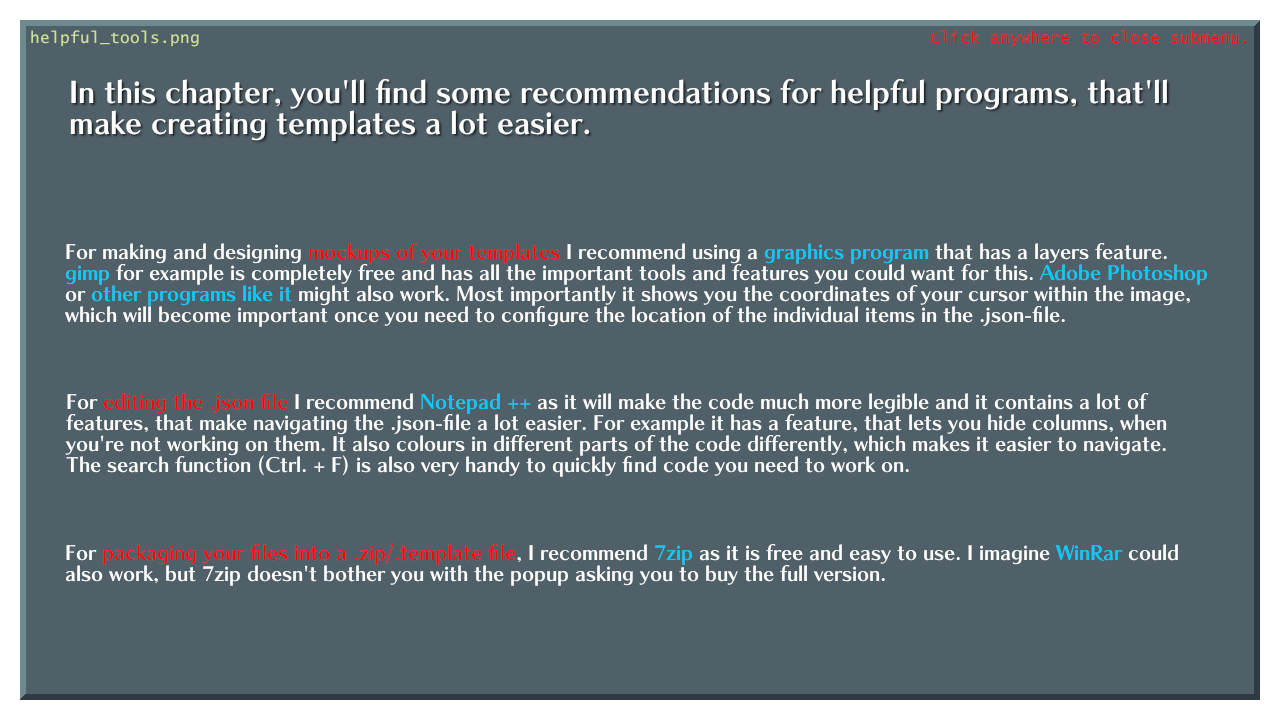 helpful_tools.png
Click anywhere to close submenu.
In this chapter, you'll find some recommendations for helpful programs, that'll
make creating templates a lot easier.
For making and designing mockups of your templates I recommend using a graphics program that has a layers feature.
gimp for example is completely free and has all the important tools and features you could want for this. Adobe Photoshop
or other programs like it might also work. Most importantly it shows you the coordinates of your cursor within the image,
which will become important once you need to configure the location of the individual items in the .json-file.
For editing the .json file I recommend Notepad ++ as it will make the code much more legible and it contains a lot of
features, that make navigating the .json-file a lot easier. For example it has a feature, that lets you hide columns, when
you're not working on them. It also colours in different parts of the code differently, which makes it easier to navigate.
The search function (Ctrl. + F) is also very handy to quickly find code you need to work on.
For packaging your files into a .zip/.template file, I recommend 7zip as it is free and easy to use. I imagine WinRar could
also work, but 7zip doesn't bother you with the popup asking you to buy the full version.